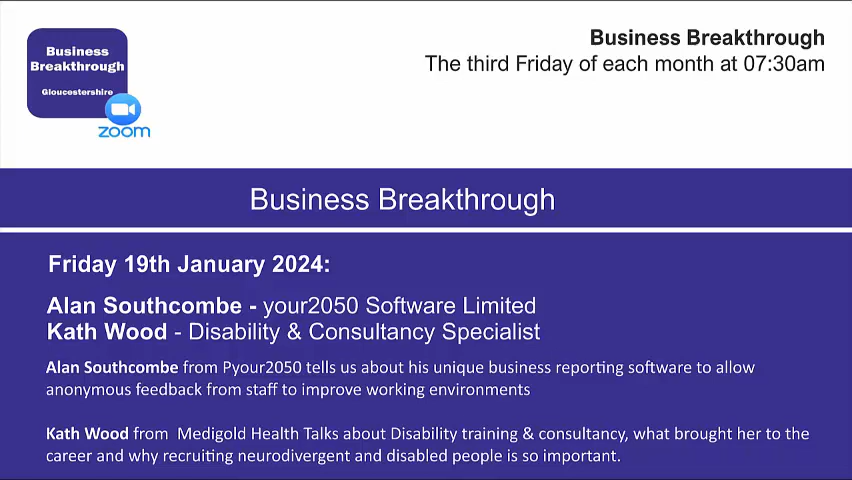 Business
Breakthrough
Gloucestershire
zoom
Business Breakthrough
The third Friday of each month at 07:30am
Business Breakthrough
Friday 19th January 2024:
Alan Southcombe - your2050 Software Limited
Kath Wood - Disability & Consultancy Specialist
Alan Southcombe from Pyour2050 tells us about his unique business reporting software to allow
anonymous feedback from staff to improve working environments
Kath Wood from  Medigold Health Talks about Disability training & consultancy, what brought her to the
career and why recruiting neurodivergent and disabled people is so important.